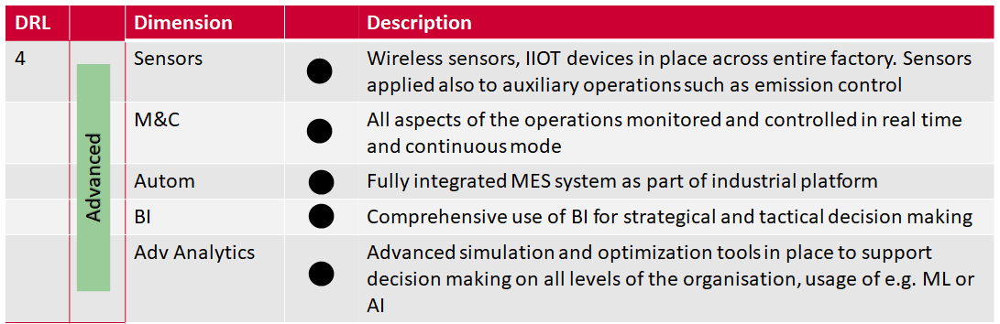 DRL Dimension Description
4 Sensors Wireless sensors, IIOT devices in place across entire factory. Sensors
applied also to auxiliary operations such as emission control
M&C All aspects of the operations monitored and controlled in real time
and continuous mode
Advanced
Autom Fully integrated MES system as part of industrial platform
BI Comprehensive use of BI for strategical and tactical decision making
Adv Analytics Advanced simulation and optimization tools in place to support
decision making on all levels of the organisation, usage of e.g. ML or
AI